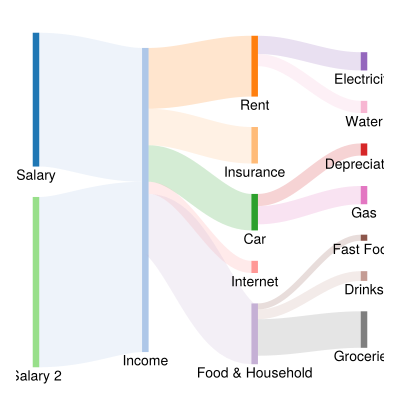 Salary
Salary 2
Income
Rent
Insurance
Car
Internet
Food & Household
Electrici
Water
Depreciat
Gas
Fast Foo
Drinks
Grocerie